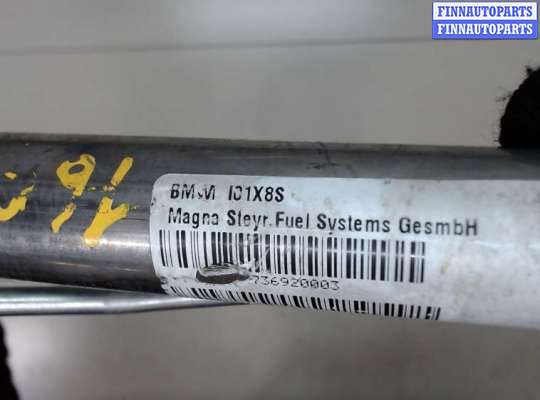 FINNAUTOPARTS
FINNAUTOPARTS
BMW I01X8S
Magna Steyr Fuel Systems GesmbH
736920003